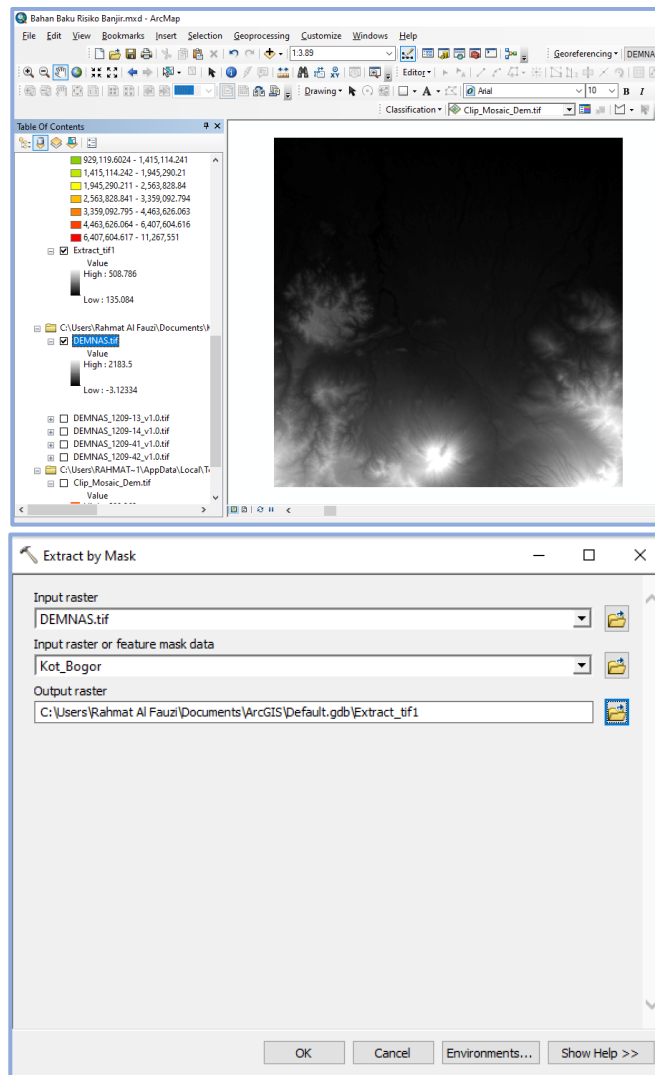 Bahan Baku Risiko Banjir.mxd - ArcMap
File Edit View Bookmarks Insert Selection Geoprocessing Customize Windows Help
1:3.89 Georeferencing DEMNA
Editor
Drawing A Arial 10 B I
Classification Clip_Mosaic_Dem.tif
Table Of Contents
929,119.6024 - 1,415,114.241
1,415,114.242 - 1,945,290.21
1,945,290.211 - 2,563,828.84
2,563,828.841 - 3,359,092.794
3,359,092.795 - 4,463,626.063
4,463,626.064 - 6,407,604.616
6,407,604.617 - 11,267,551
Extract_tif1
Value
High : 508.786
Low : 135.084
C:\Users\Rahmat Al Fauzi\Documents\
DEMNAS.tif
Value
High : 2183.5
Low : -3.12334
DEMNAS_1209-13_v1.0.tif
DEMNAS_1209-14_v1.0.tif
DEMNAS_1209-41_v1.0.tif
DEMNAS_1209-42_v1.0.tif
C:\Users\RAHMAT~1\AppData\Local\T
Clip_Mosaic_Dem.tif
Value
Extract by Mask
Input raster
DEMNAS.tif
Input raster or feature mask data
Kot_Bogor
Output raster
C:\Users\Rahmat Al Fauzi\Documents\ArcGIS\Default.gdb\Extract_tif1
OK Cancel Environments... Show Help >>